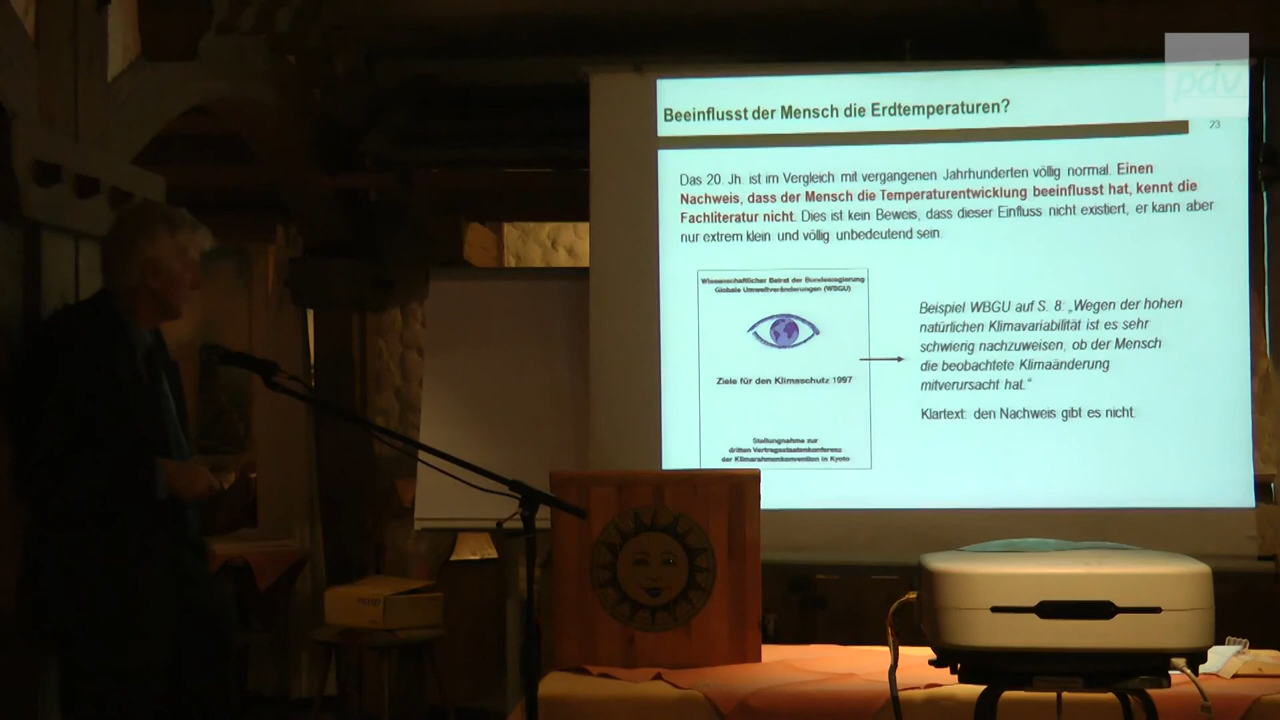 pdv
Beeinflusst der Mensch die Erdtemperaturen?
23
Das 20. Jh. ist im Vergleich mit vergangenen Jahrhunderten völlig normal. Einen
Nachweis, dass der Mensch die Temperaturentwicklung beeinflusst hat, kennt die
Fachliteratur nicht. Dies ist kein Beweis, dass dieser Einfluss nicht existiert, er kann aber
nur extrem klein und völlig unbedeutend sein.
Wissenschaftlicher Beirat der Bundesregierung
Globale Umweltveränderungen (WBGU)
Ziele für den Klimaschutz 1997
Stellungnahme zur
dritten Vertragsstaatenkonferenz
der Klimarahmenkonvention in Kyoto
Beispiel WBGU auf S. 8: „Wegen der hohen
natürlichen Klimavariabilität ist es sehr
schwierig nachzuweisen, ob der Mensch
die beobachtete Klimaänderung
mitverursacht hat.“
Klartext: den Nachweis gibt es nicht.